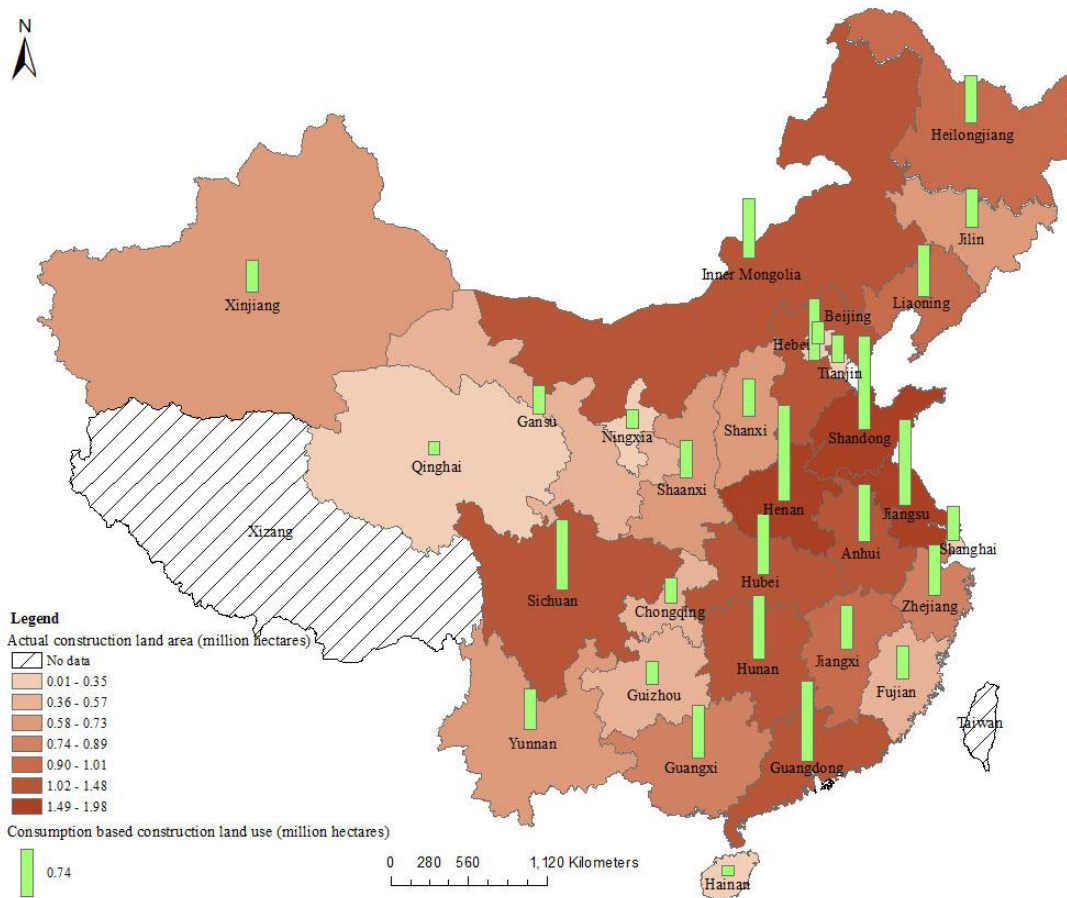 N
Heilongjiang
Jilin
Inner Mongolia
Liaoning
Xinjiang
Beijing
Hebei
Tianjin
Gansu
Ningxia
Shanxi
Shandong
Qinghai
Shaanxi
Henan
Jiangsu
Xizang
Anhui
Shanghai
Hubei
Sichuan
Chongqing
Zhejiang
Legend
Actual construction land area (million hectares)
No data
0.01 - 0.35
0.36 - 0.57
0.58 - 0.73
0.74 - 0.89
0.90 - 1.01
1.02 - 1.48
1.49 - 1.98
Hunan
Jiangxi
Guizhou
Fujian
Taiwan
Yunnan
Guangxi
Guangdong
Consumption based construction land use (million hectares)
0.74
0 280 560 1,120 Kilometers
Hainan